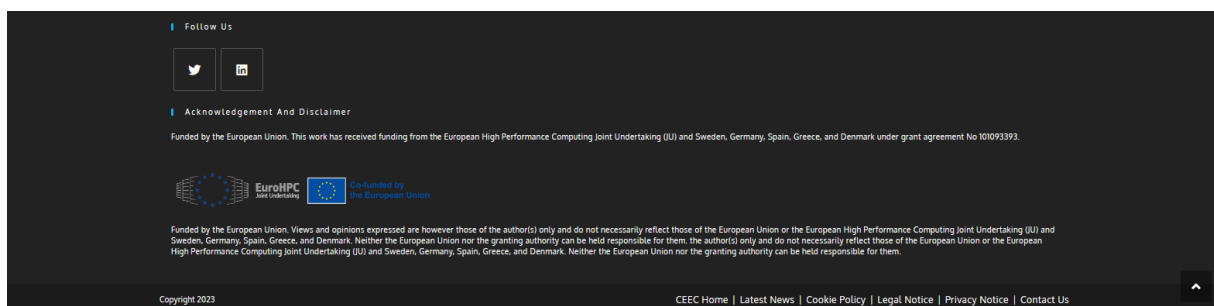 Follow Us
Acknowledgement And Disclaimer
Funded by the European Union. This work has received funding from the European High Performance Computing Joint Undertaking (JU) and Sweden, Germany, Spain, Greece, and Denmark under grant agreement No 101093393.
EuroHPC
Joint Undertaking
Co-funded by
the European Union
Funded by the European Union. Views and opinions expressed are however those of the author(s) only and do not necessarily reflect those of the European Union or the European High Performance Computing Joint Undertaking (JU) and
Sweden, Germany, Spain, Greece, and Denmark. Neither the European Union nor the granting authority can be held responsible for them. the author(s) only and do not necessarily reflect those of the European Union or the European
High Performance Computing Joint Undertaking (JU) and Sweden, Germany, Spain, Greece, and Denmark. Neither the European Union nor the granting authority can be held responsible for them.
Copyright 2023 CEEC Home | Latest News | Cookie Policy | Legal Notice | Privacy Notice | Contact Us